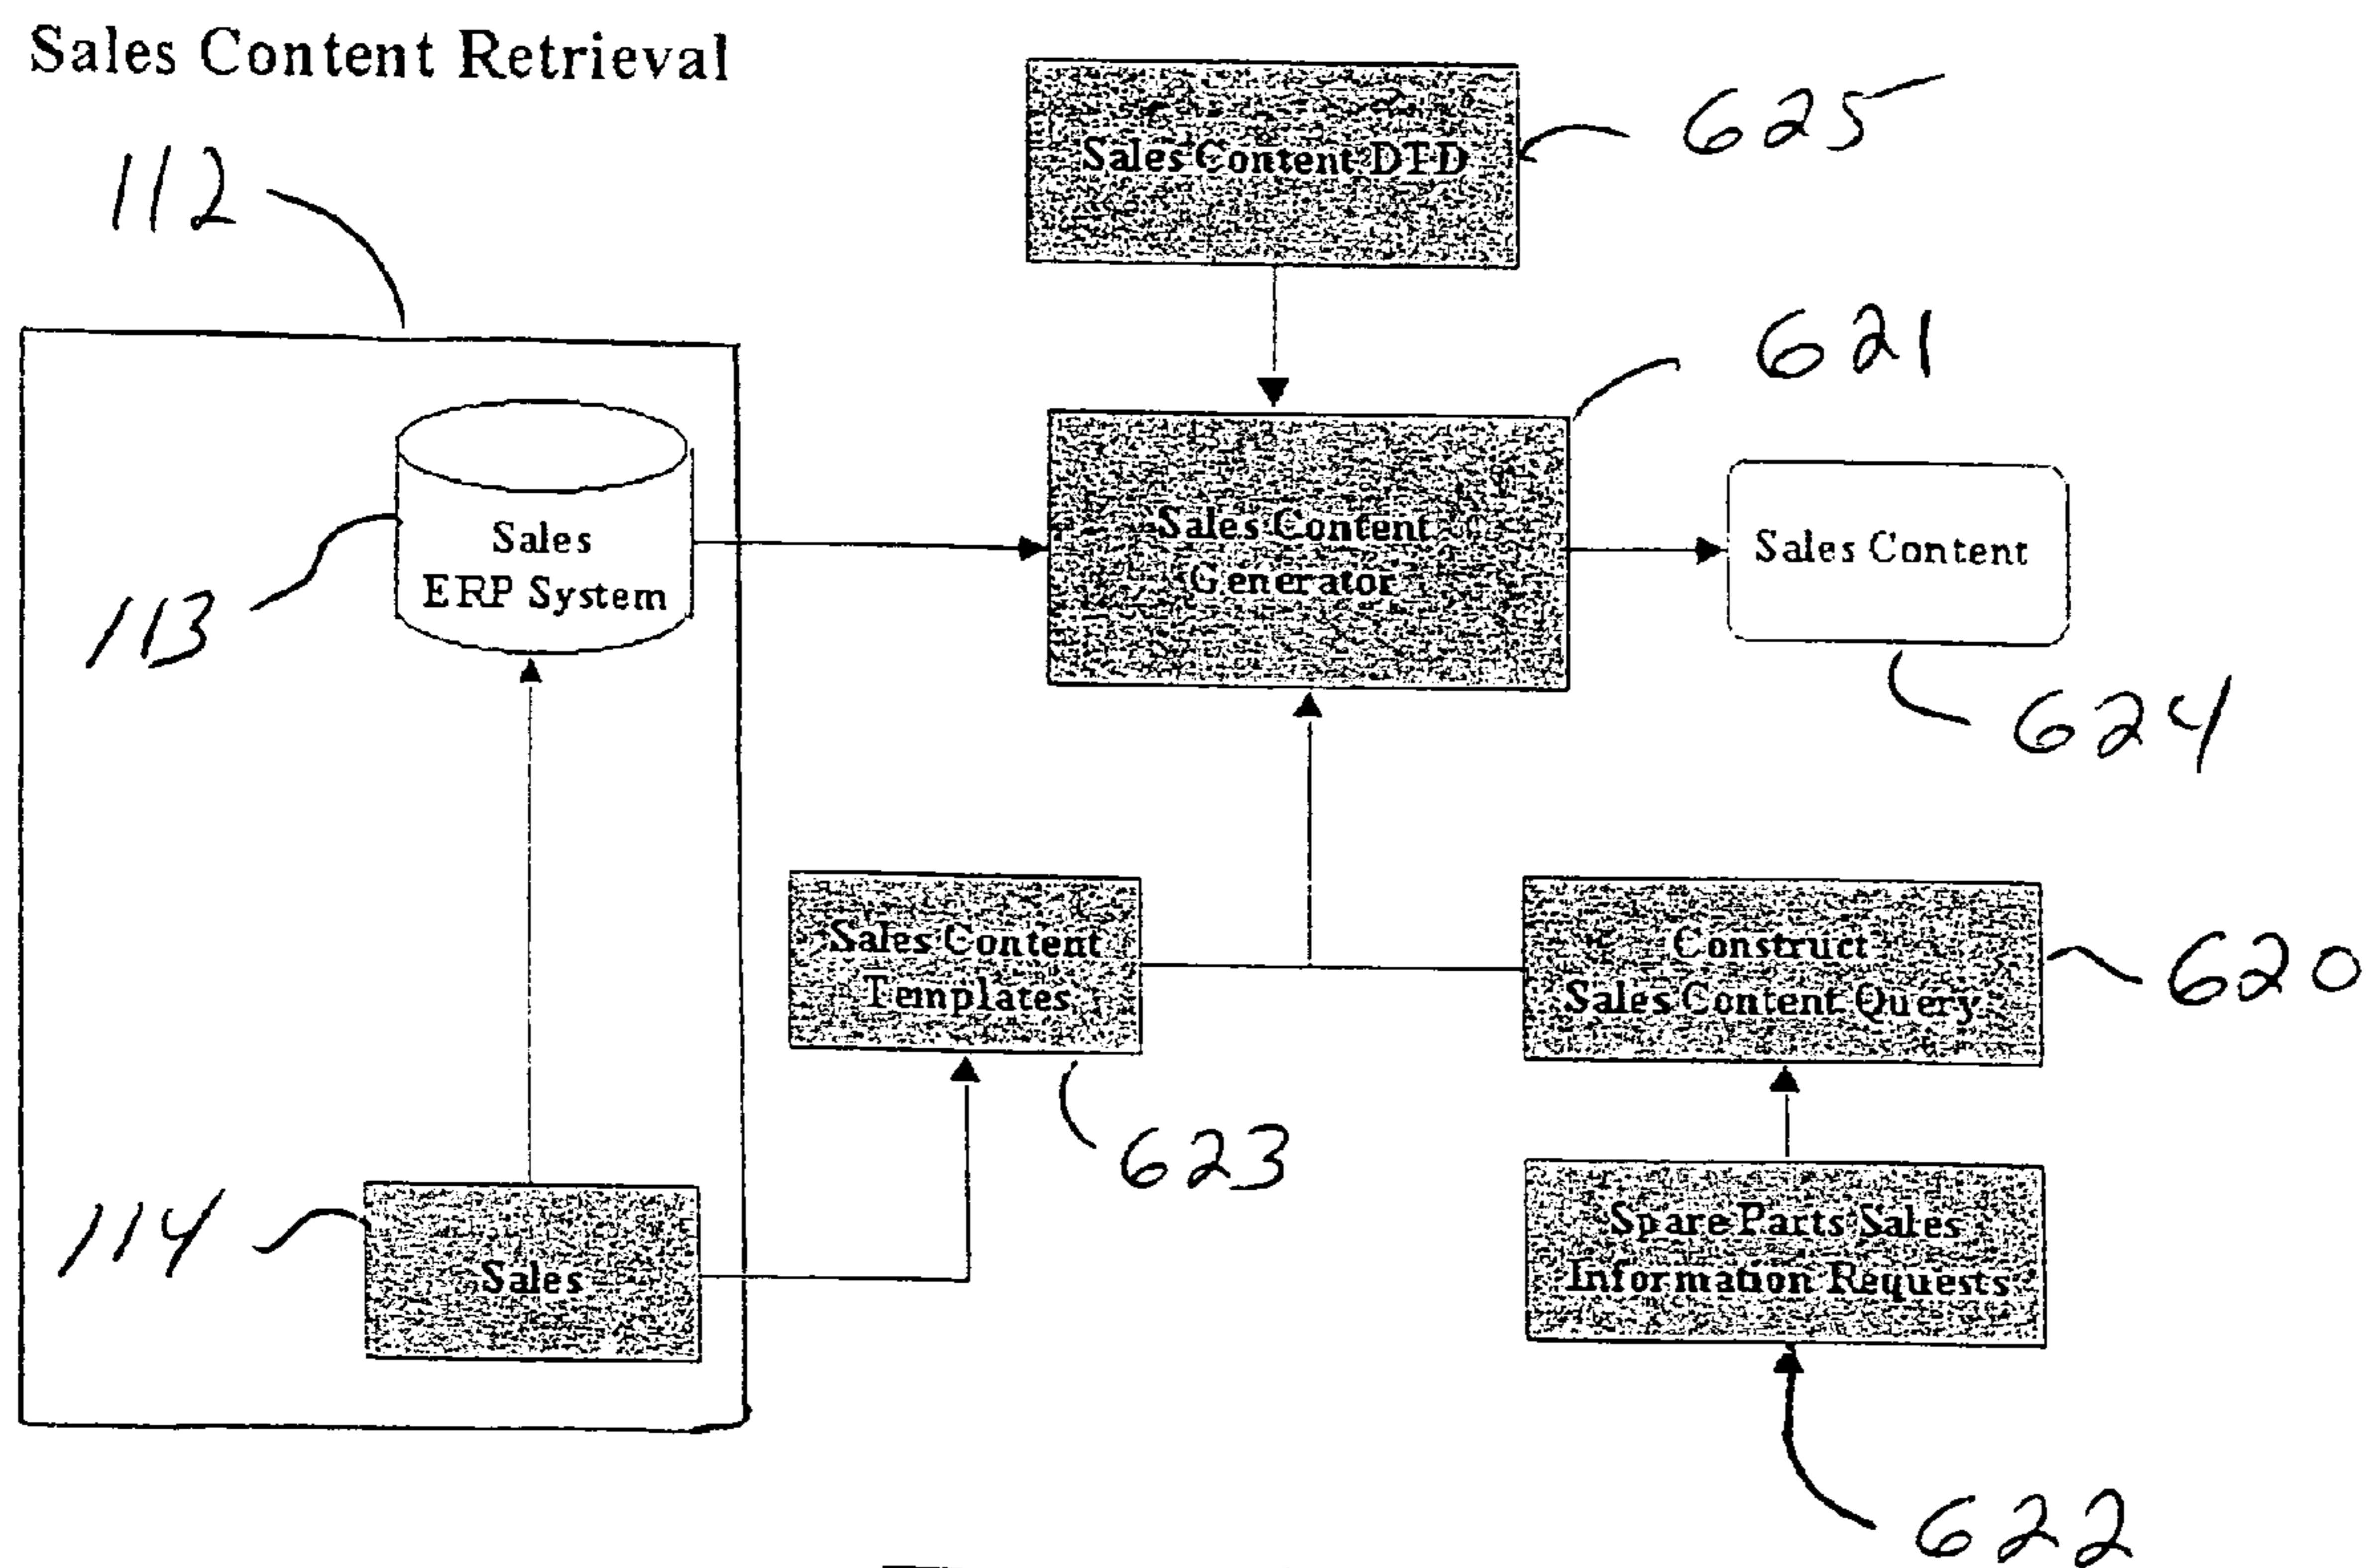 Sales Content Retrieval
112
Sales Content DTD
625
621
Sales
ERP System
113
Sales Content
Generator
Sales Content
624
Sales Content
Templates
623
Construct
Sales Content Query
620
114
Sales
Spare Parts Sales
Information Requests
622